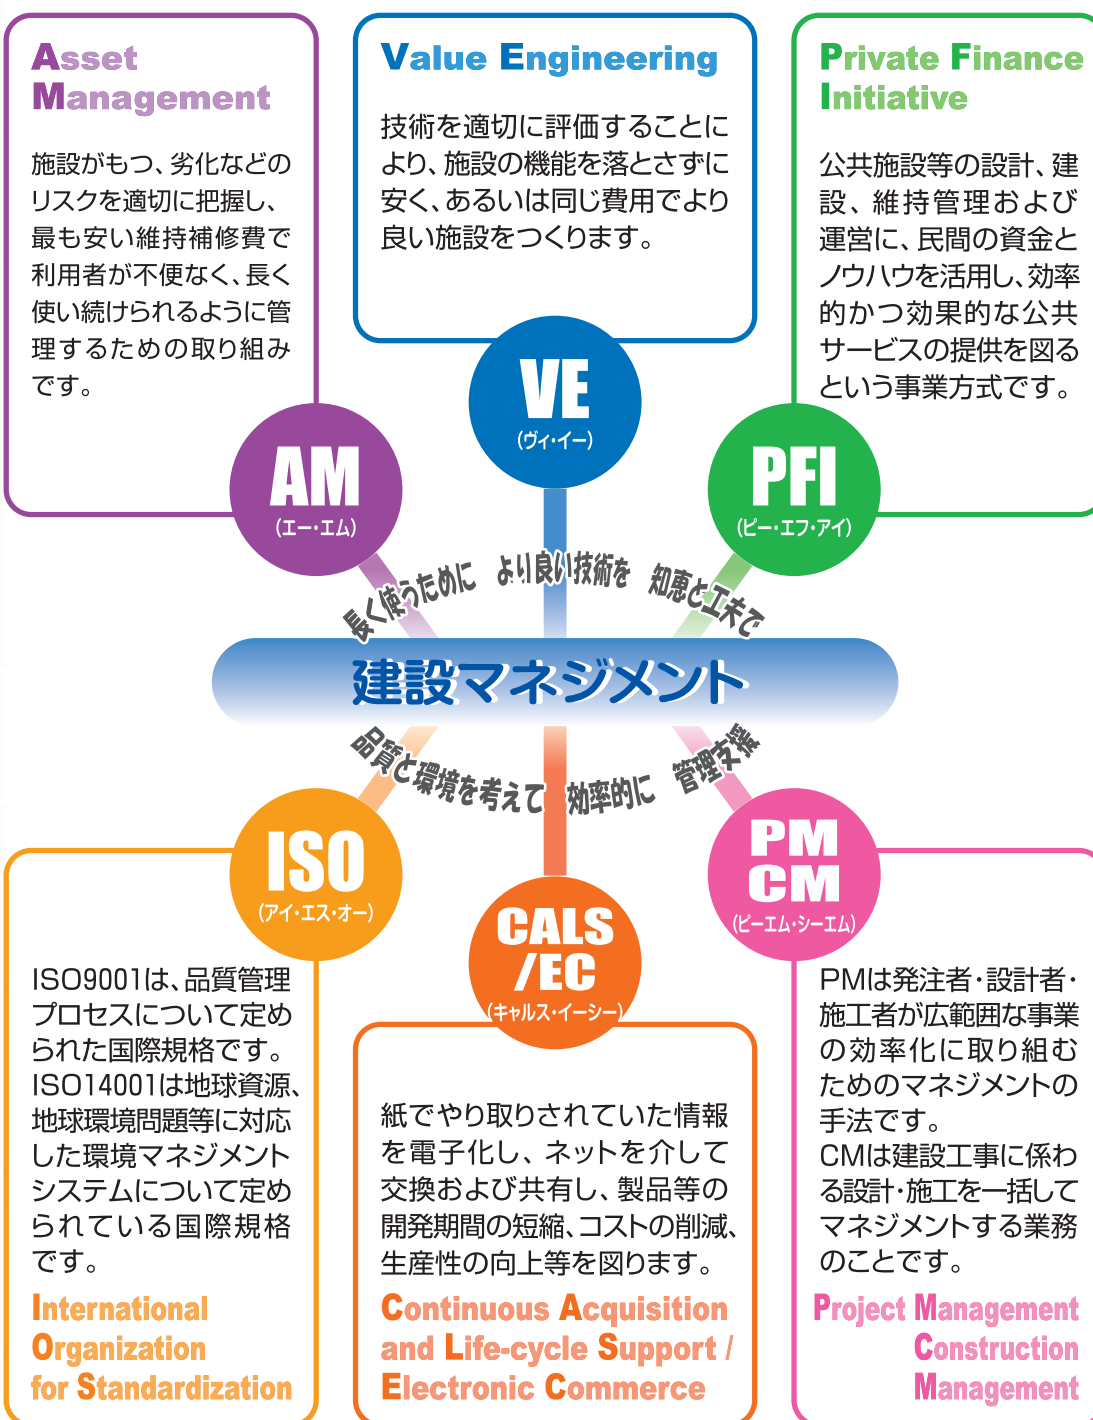 Asset
Management
施設がもつ、劣化などの
リスクを適切に把握し、
最も安い維持補修費で
利用者が不便なく、長く
使い続けられるように管
理するための取り組み
です。
AM
(エー・エム)
Value Engineering
技術を適切に評価することに
より、施設の機能を落とさずに
安く、あるいは同じ費用でより
良い施設をつくります。
VE
(ヴィ・イー)
Private Finance
Initiative
公共施設等の設計、建
設、維持管理および
運営に、民間の資金と
ノウハウを活用し、効率
的かつ効果的な公共
サービスの提供を図る
という事業方式です。
PFI
(ピー・エフ・アイ)
長く使うために より良い技術を 知恵と工夫で
建設マネジメント
品質と環境を考えて 効率的に 管理支援
ISO
(アイ・エス・オー)
ISO9001は、品質管理
プロセスについて定め
られた国際規格です。
ISO14001は地球資源、
地球環境問題等に対応
した環境マネジメント
システムについて定め
られている国際規格
です。
International
Organization
for Standardization
CALS
/EC
(キャルス・イーシー)
紙でやり取りされていた情報
を電子化し、ネットを介して
交換および共有し、製品等の
開発期間の短縮、コストの削減、
生産性の向上等を図ります。
Continuous Acquisition
and Life-cycle Support /
Electronic Commerce
PM
CM
(ピーエム・シーエム)
PMは発注者・設計者・
施工者が広範囲な事業
の効率化に取り組む
ためのマネジメントの
手法です。
CMは建設工事に係わ
る設計・施工を一括して
マネジメントする業務
のことです。
Project Management
Construction
Management